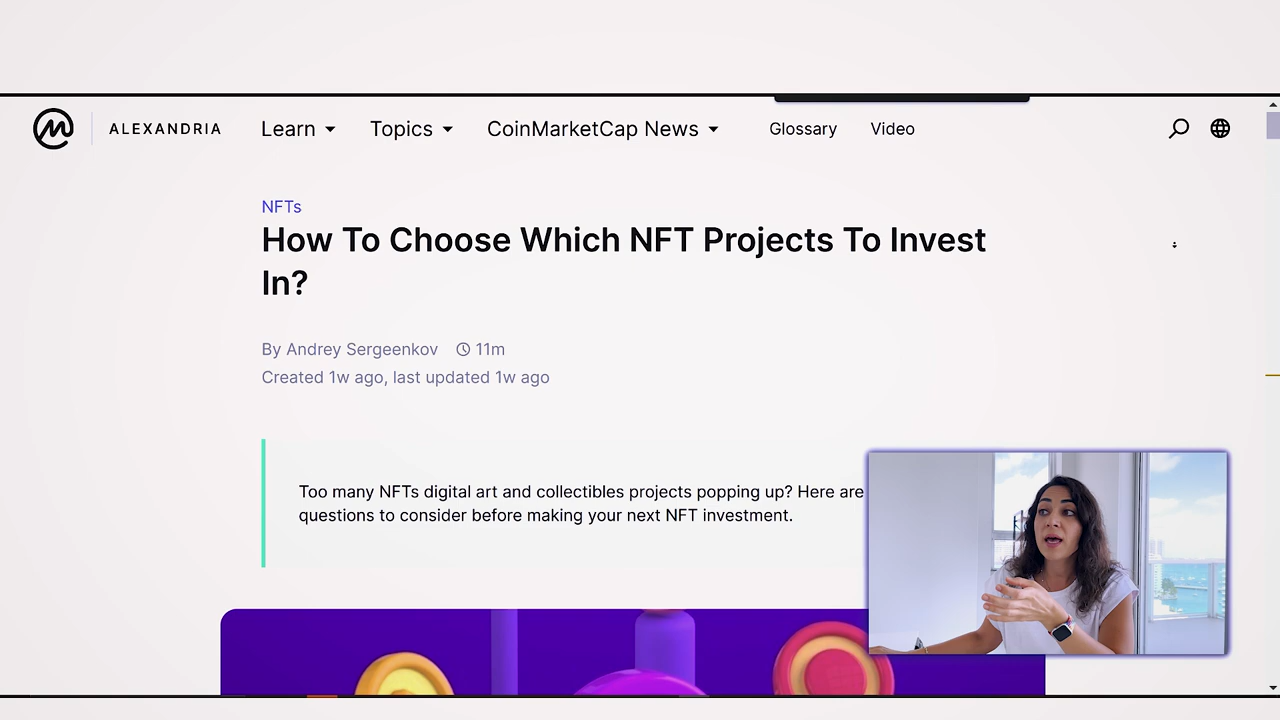 ALEXANDRIA Learn Topics CoinMarketCap News Glossary Video
NFTs
How To Choose Which NFT Projects To Invest
In?
By Andrey Sergeenkov 11m
Created 1w ago, last updated 1w ago
Too many NFTs digital art and collectibles projects popping up? Here are
questions to consider before making your next NFT investment.